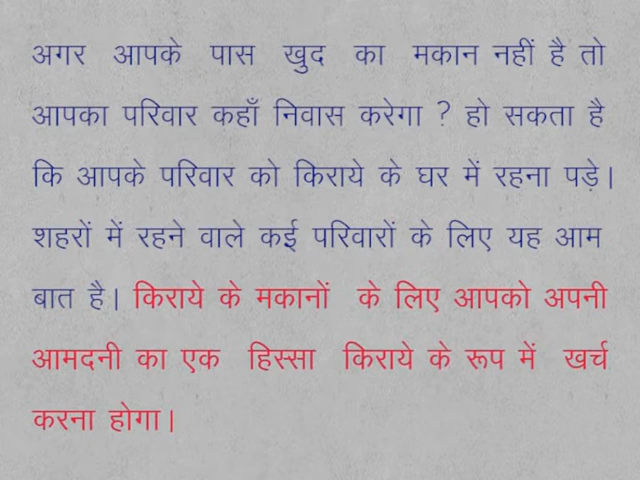 अगर आपके पास खुद का मकान नहीं है तो
आपका परिवार कहाँ निवास करेगा ? हो सकता है
कि आपके परिवार को किराये के घर में रहना पड़े।
शहरों में रहने वाले कई परिवारों के लिए यह आम
बात है। किराये के मकानों के लिए आपको अपनी
आमदनी का एक हिस्सा किराये के रूप में खर्च
करना होगा।